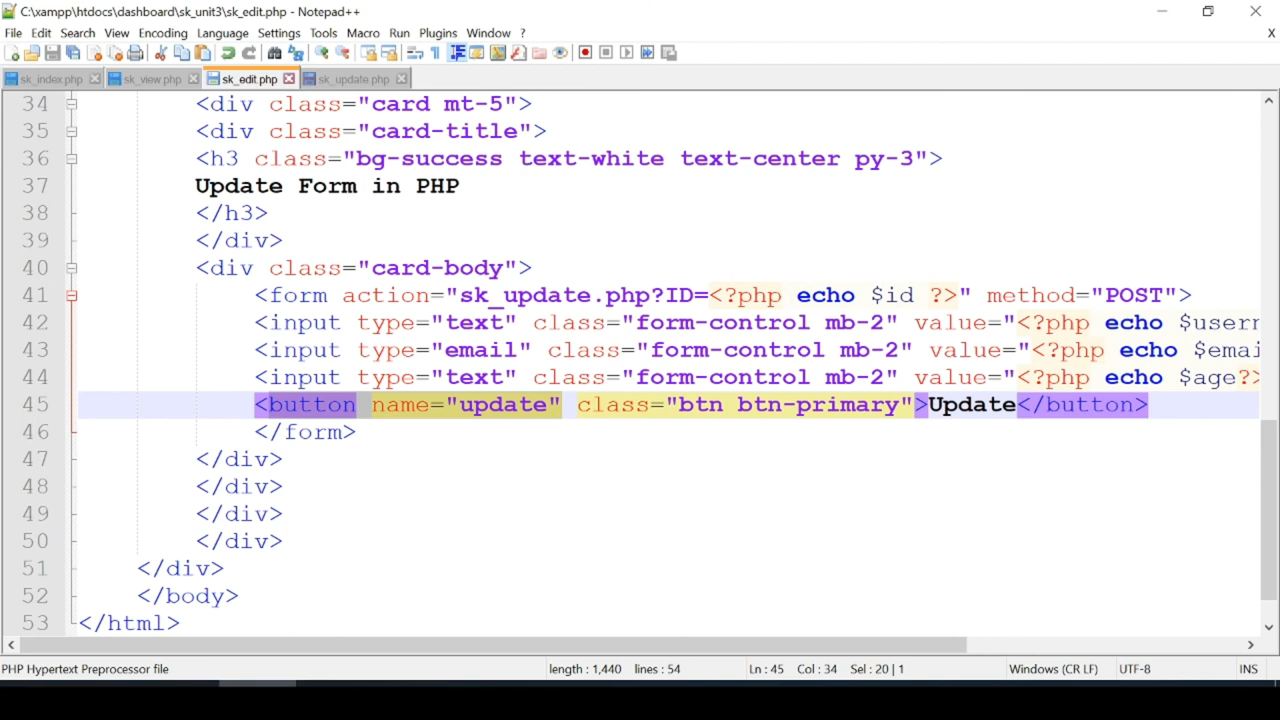 C:\xampp\htdocs\dashboard\sk_unit3\sk_edit.php - Notepad++
File Edit Search View Encoding Language Settings Tools Macro Run Plugins Window ? X
sk_index.php sk_view.php sk_edit.php sk_update.php
34 <div class="card mt-5">
35 <div class="card-title">
36 <h3 class="bg-success text-white text-center py-3">
37 Update Form in PHP
38 </h3>
39 </div>
40 <div class="card-body">
41 <form action="sk_update.php?ID=<?php echo $id ?>" method="POST">
42 <input type="text" class="form-control mb-2" value="<?php echo $usern
43 <input type="email" class="form-control mb-2" value="<?php echo $emai
44 <input type="text" class="form-control mb-2" value="<?php echo $age?>
45 <button name="update" class="btn btn-primary">Update</button>
46 </form>
47 </div>
48 </div>
49 </div>
50 </div>
51 </div>
52 </body>
53 </html>
PHP Hypertext Preprocessor file length : 1,440 lines : 54 Ln : 45 Col : 34 Sel : 20 | 1 Windows (CR LF) UTF-8 INS